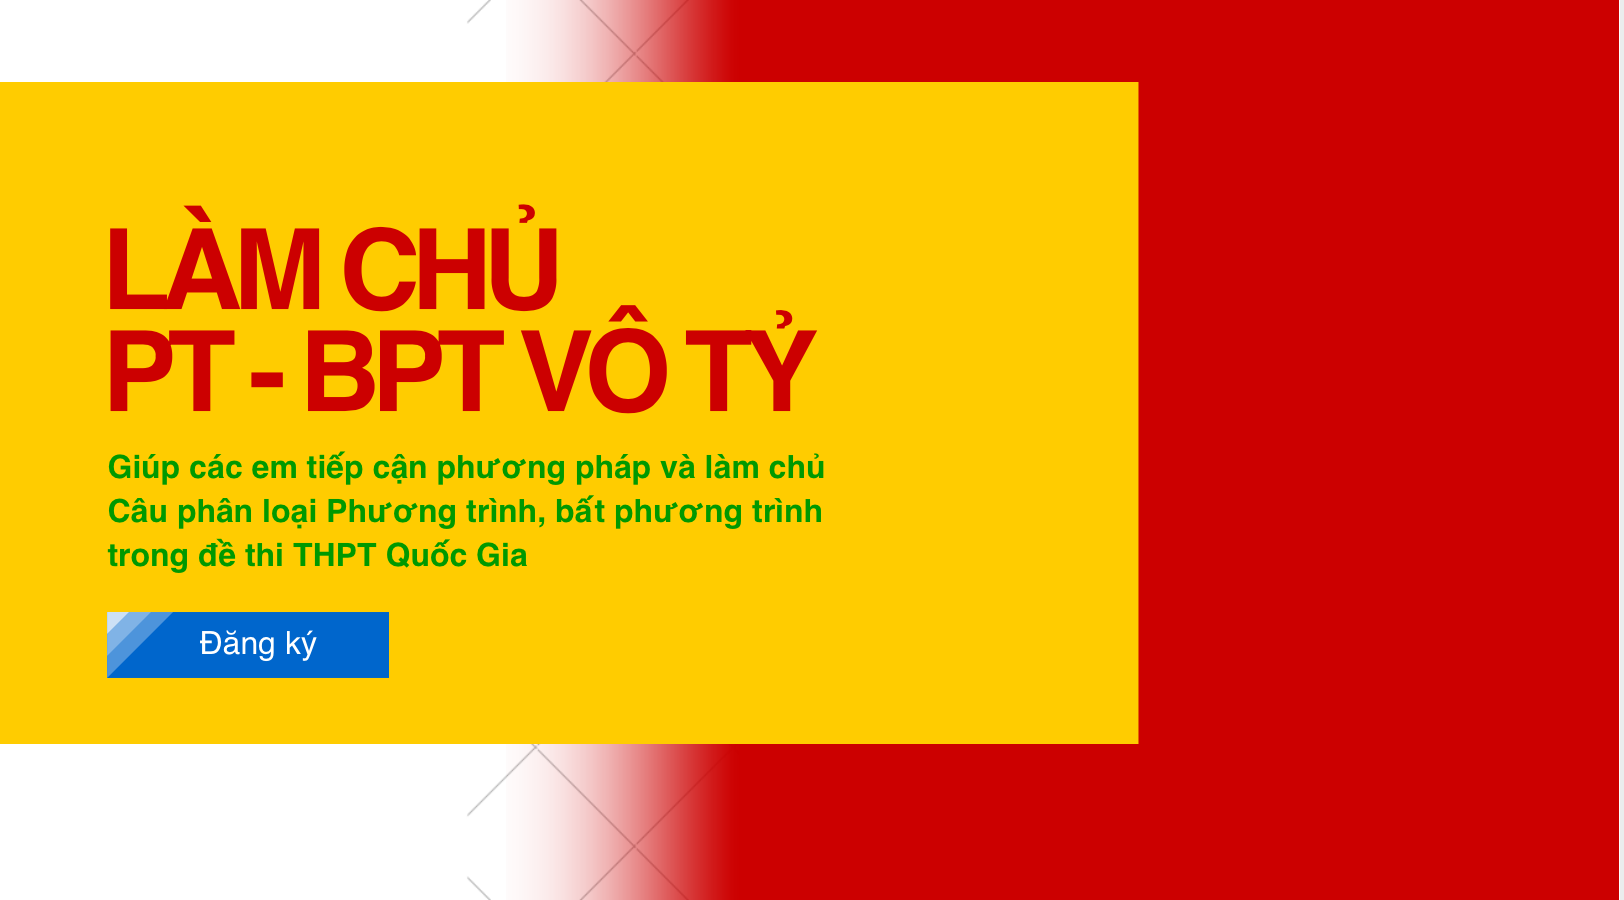 LÀM CHỦ
PT - BPT VÔ TỶ
Giúp các em tiếp cận phương pháp và làm chủ
Câu phân loại Phương trình, bất phương trình
trong đề thi THPT Quốc Gia
Đăng ký